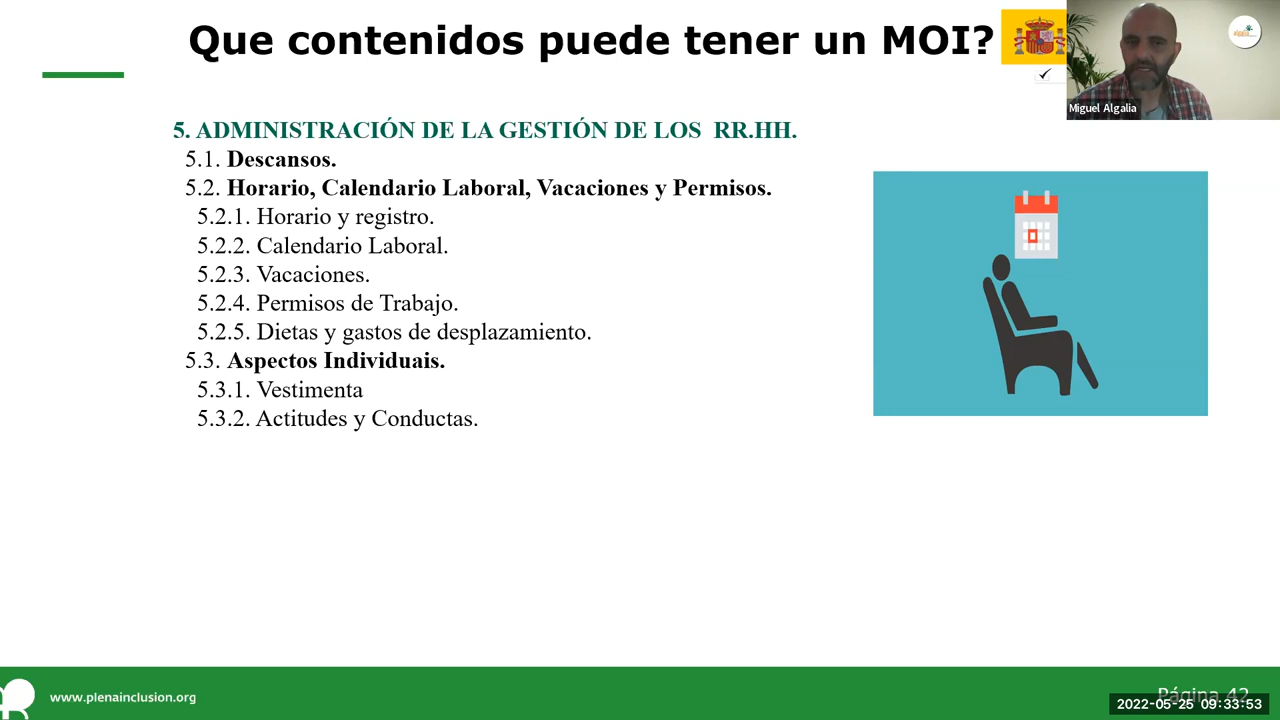 Que contenidos puede tener un MOI?
Miguel Algalia
5. ADMINISTRACIÓN DE LA GESTIÓN DE LOS RR.HH.
5.1. Descansos.
5.2. Horario, Calendario Laboral, Vacaciones y Permisos.
5.2.1. Horario y registro.
5.2.2. Calendario Laboral.
5.2.3. Vacaciones.
5.2.4. Permisos de Trabajo.
5.2.5. Dietas y gastos de desplazamiento.
5.3. Aspectos Individuais.
5.3.1. Vestimenta
5.3.2. Actitudes y Conductas.
www.plenainclusion.org
Página 42
2022-05-25 09:33:53